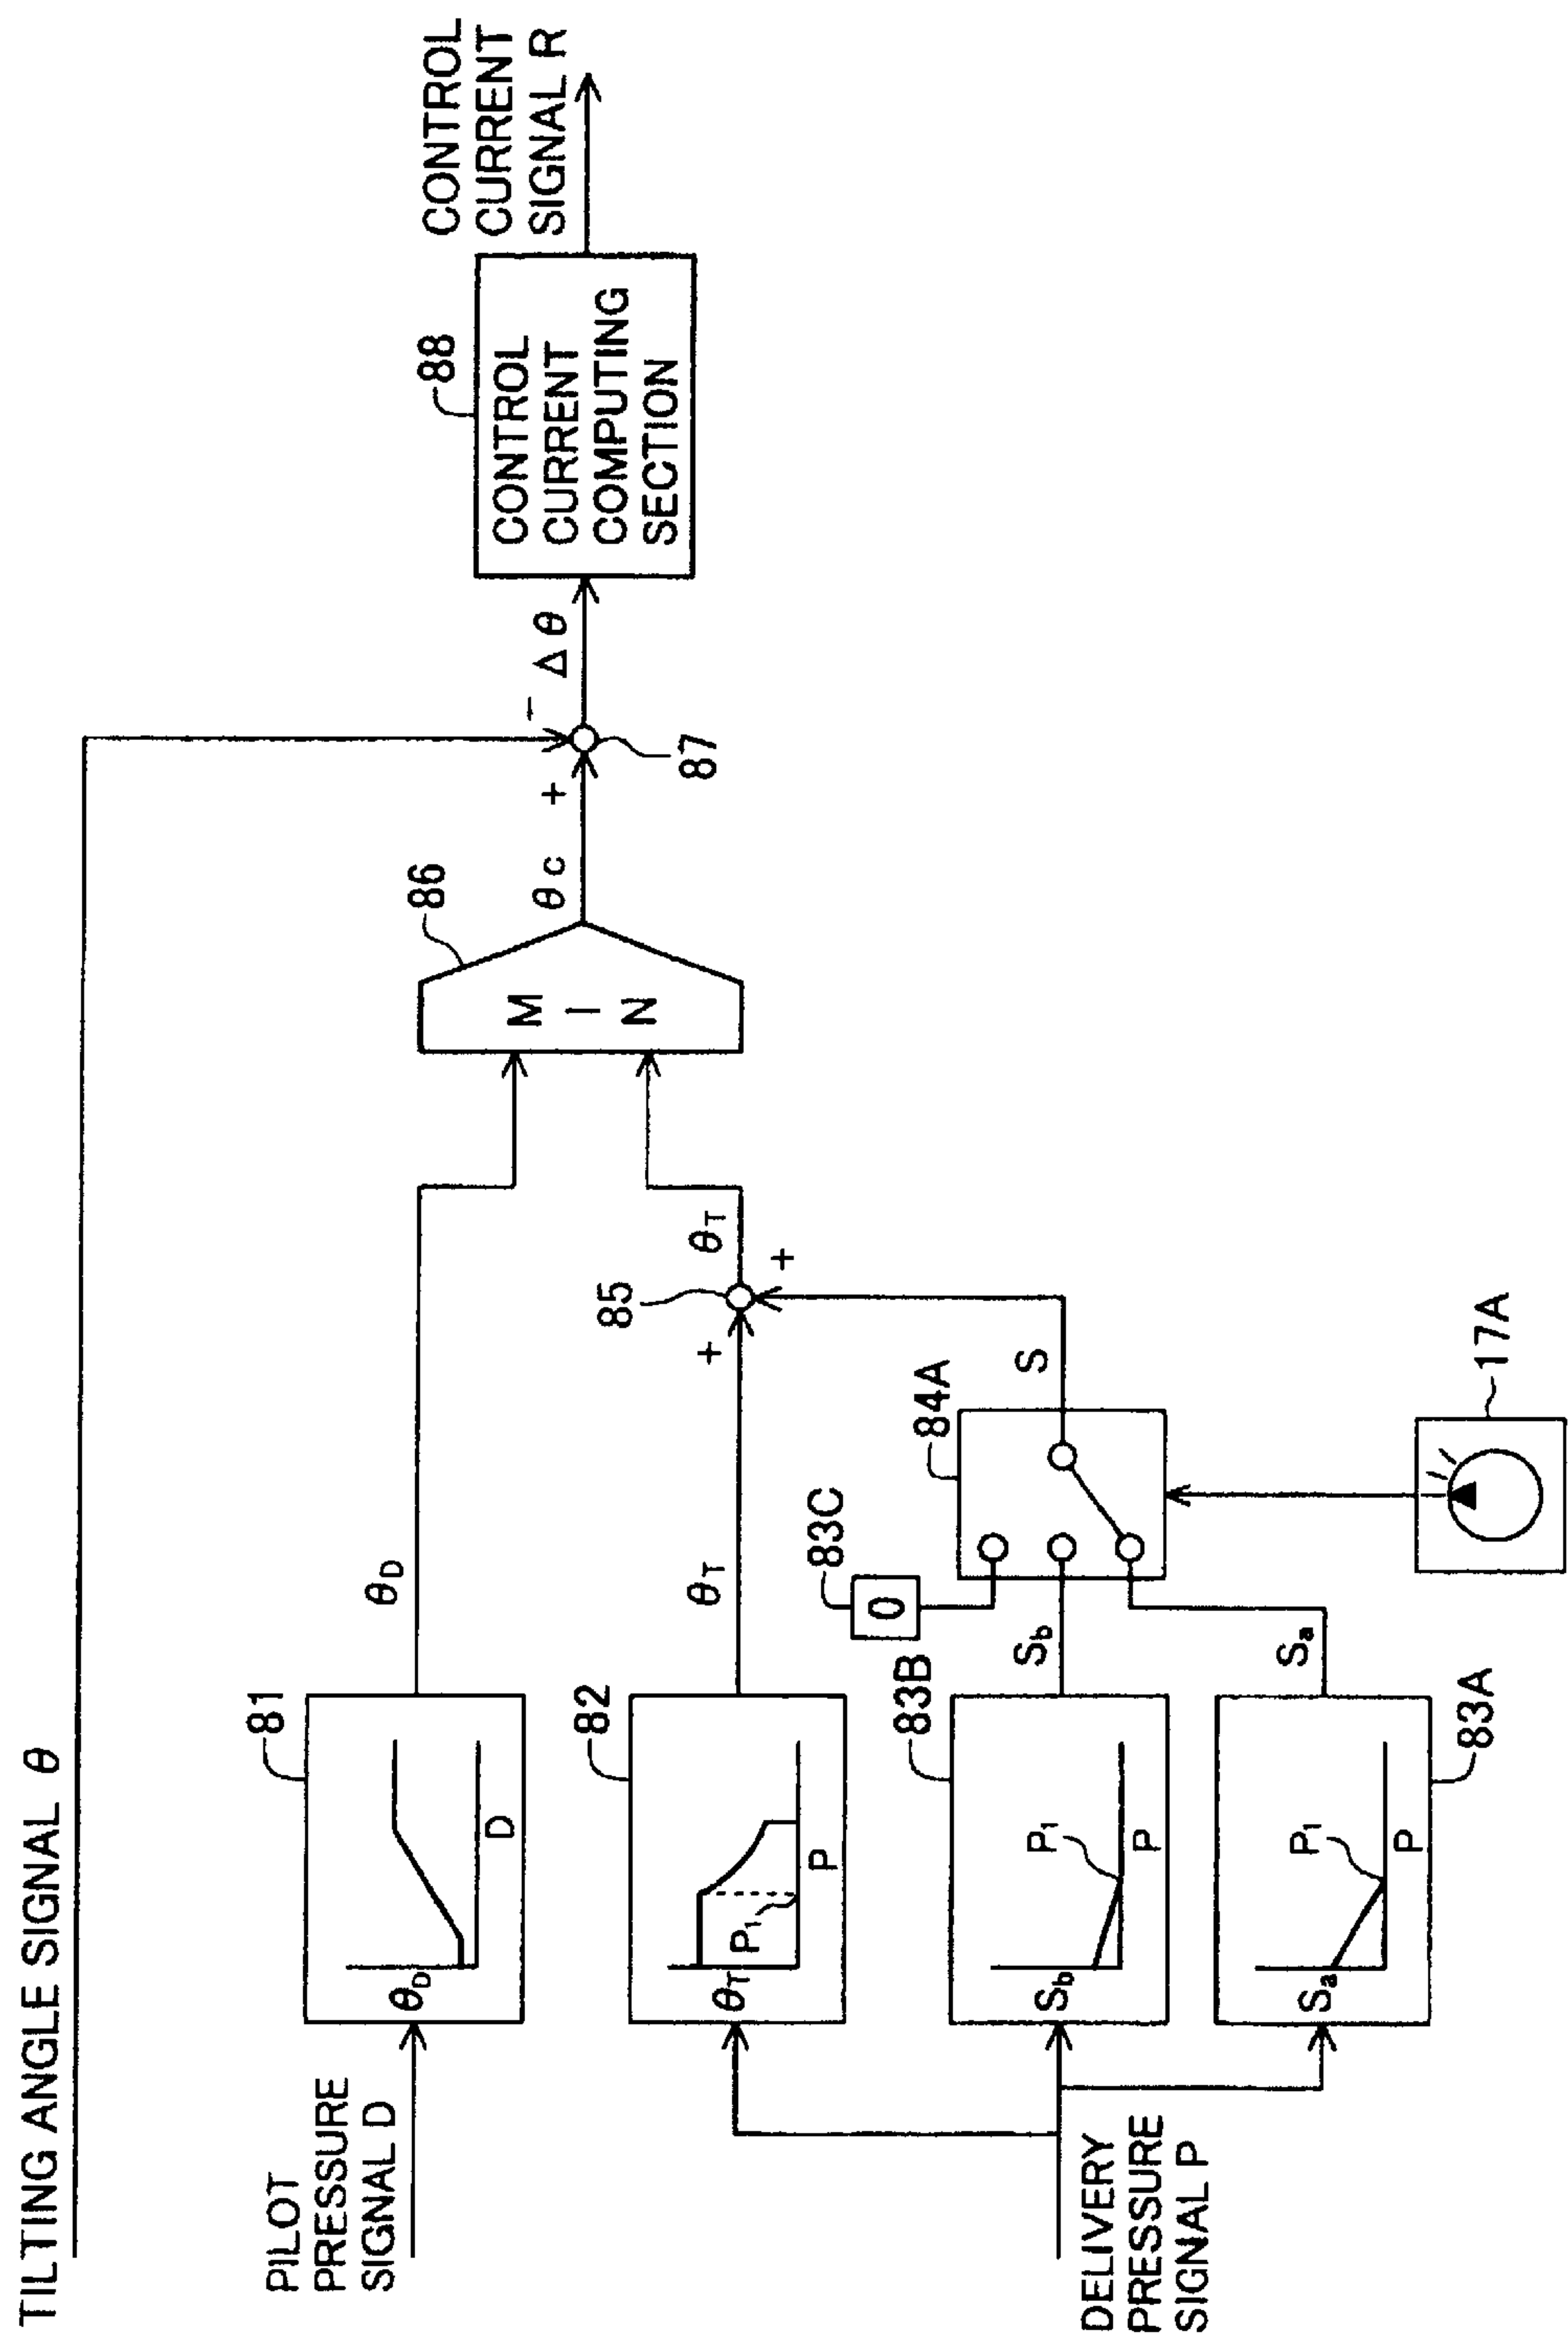 TILTING ANGLE SIGNAL θ
PILOT
PRESSURE
SIGNAL D
81
θD
D
θD
82
θT
P1
P
θT
85
+
+
θT
DELIVERY
PRESSURE
SIGNAL P
83B
Sb
P1
P
Sb
83C
0
84A
S
83A
Sa
P1
P
Sa
17A
86
MIN
θc
+
−
87
Δθ
88
CONTROL
CURRENT
COMPUTING
SECTION
CONTROL
CURRENT
SIGNAL R